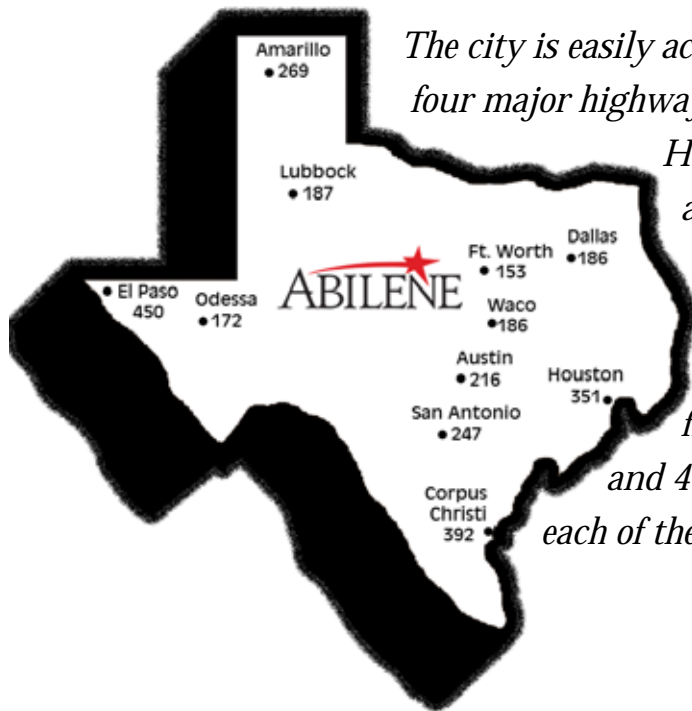 The city is easily
four major
Amarillo
269
Lubbock
187
Ft. Worth
153
Dallas
186
ABILENE
El Paso
450
Odessa
172
Waco
186
Austin
216
Houston
351
San Antonio
247
and 4
Corpus
Christi
392
each of the